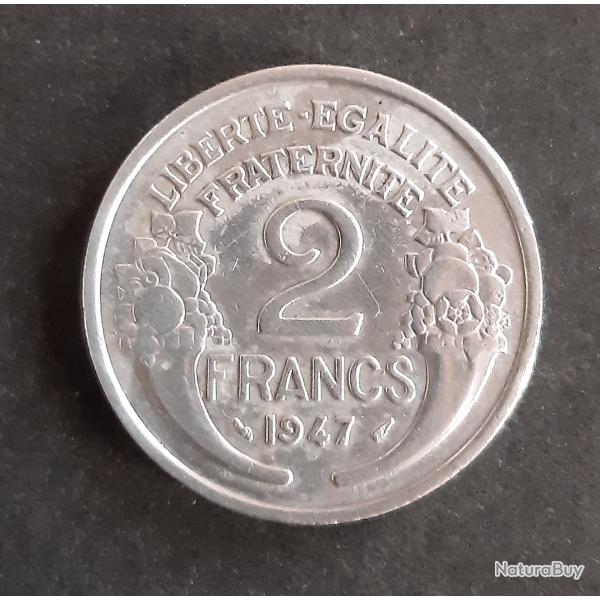 LIBERTE·EGALITE
FRATERNITE
2
FRANCS
1947
NaturaBuy